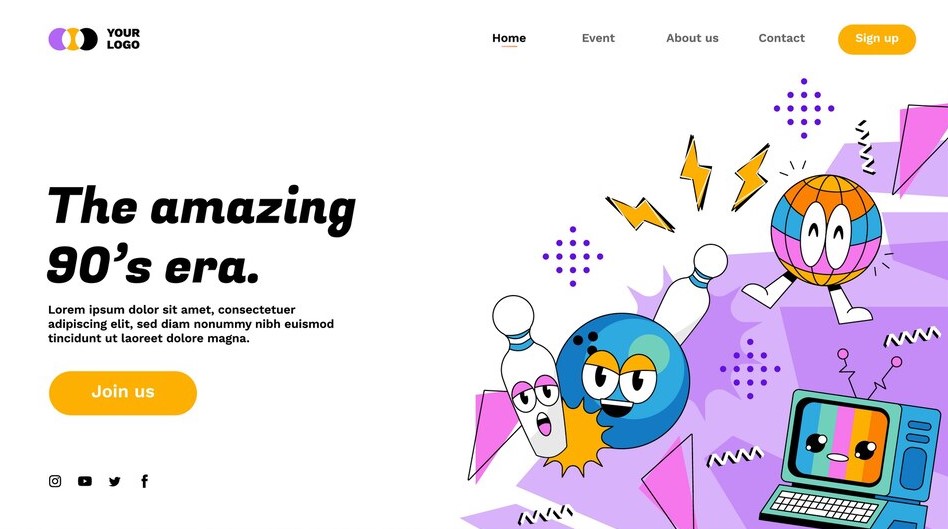 YOUR
LOGO
Home
Event
About us
Contact
Sign up
The amazing
90’s era.
Lorem ipsum dolor sit amet, consectetuer
adipiscing elit, sed diam nonummy nibh euismod
tincidunt ut laoreet dolore magna.
Join us